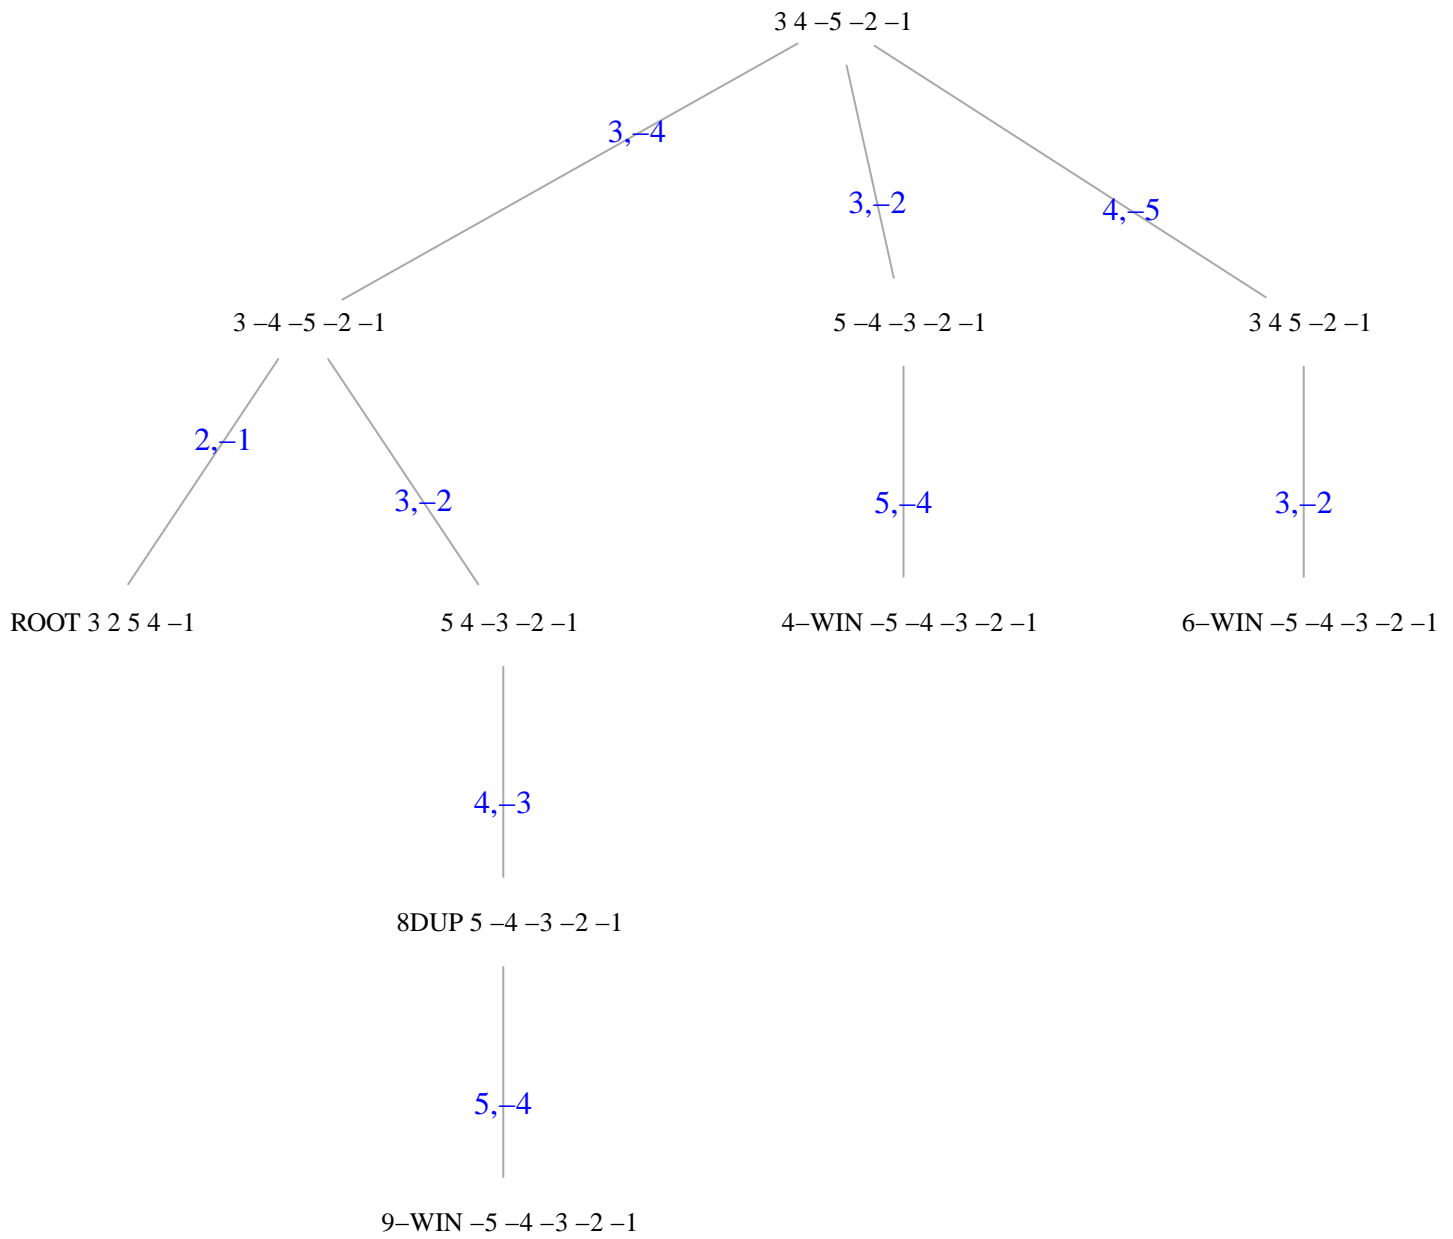 3 4 –5 –2 –1
3,–4
3,–2
4,–5
3 –4 –5 –2 –1
5 –4 –3 –2 –1
3 4 5 –2 –1
2,–1
3,–2
5,–4
3,–2
ROOT 3 2 5 4 –1
5 4 –3 –2 –1
4–WIN –5 –4 –3 –2 –1
6–WIN –5 –4 –3 –2 –1
4,–3
8DUP 5 –4 –3 –2 –1
5,–4
9–WIN –5 –4 –3 –2 –1